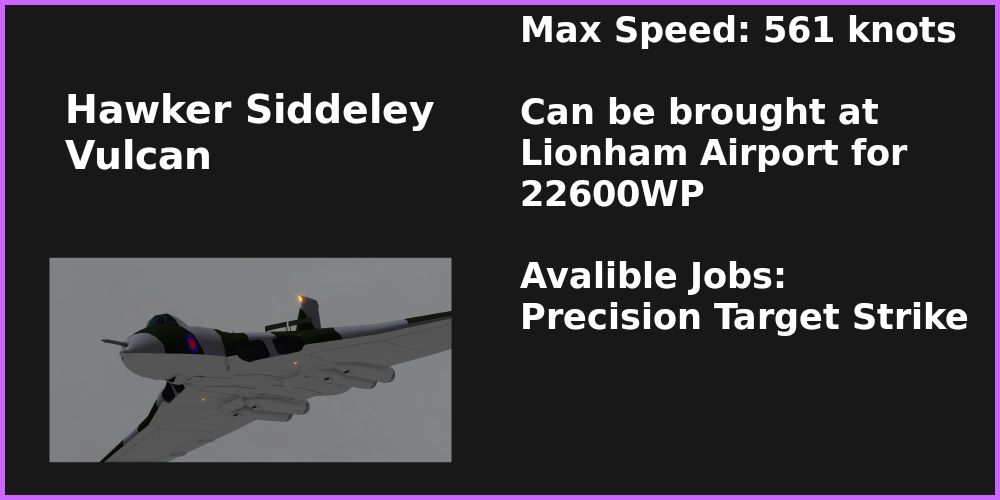 Hawker Siddeley
Vulcan
Max Speed: 561 knots
Can be brought at
Lionham Airport for
22600WP
Avalible Jobs:
Precision Target Strike